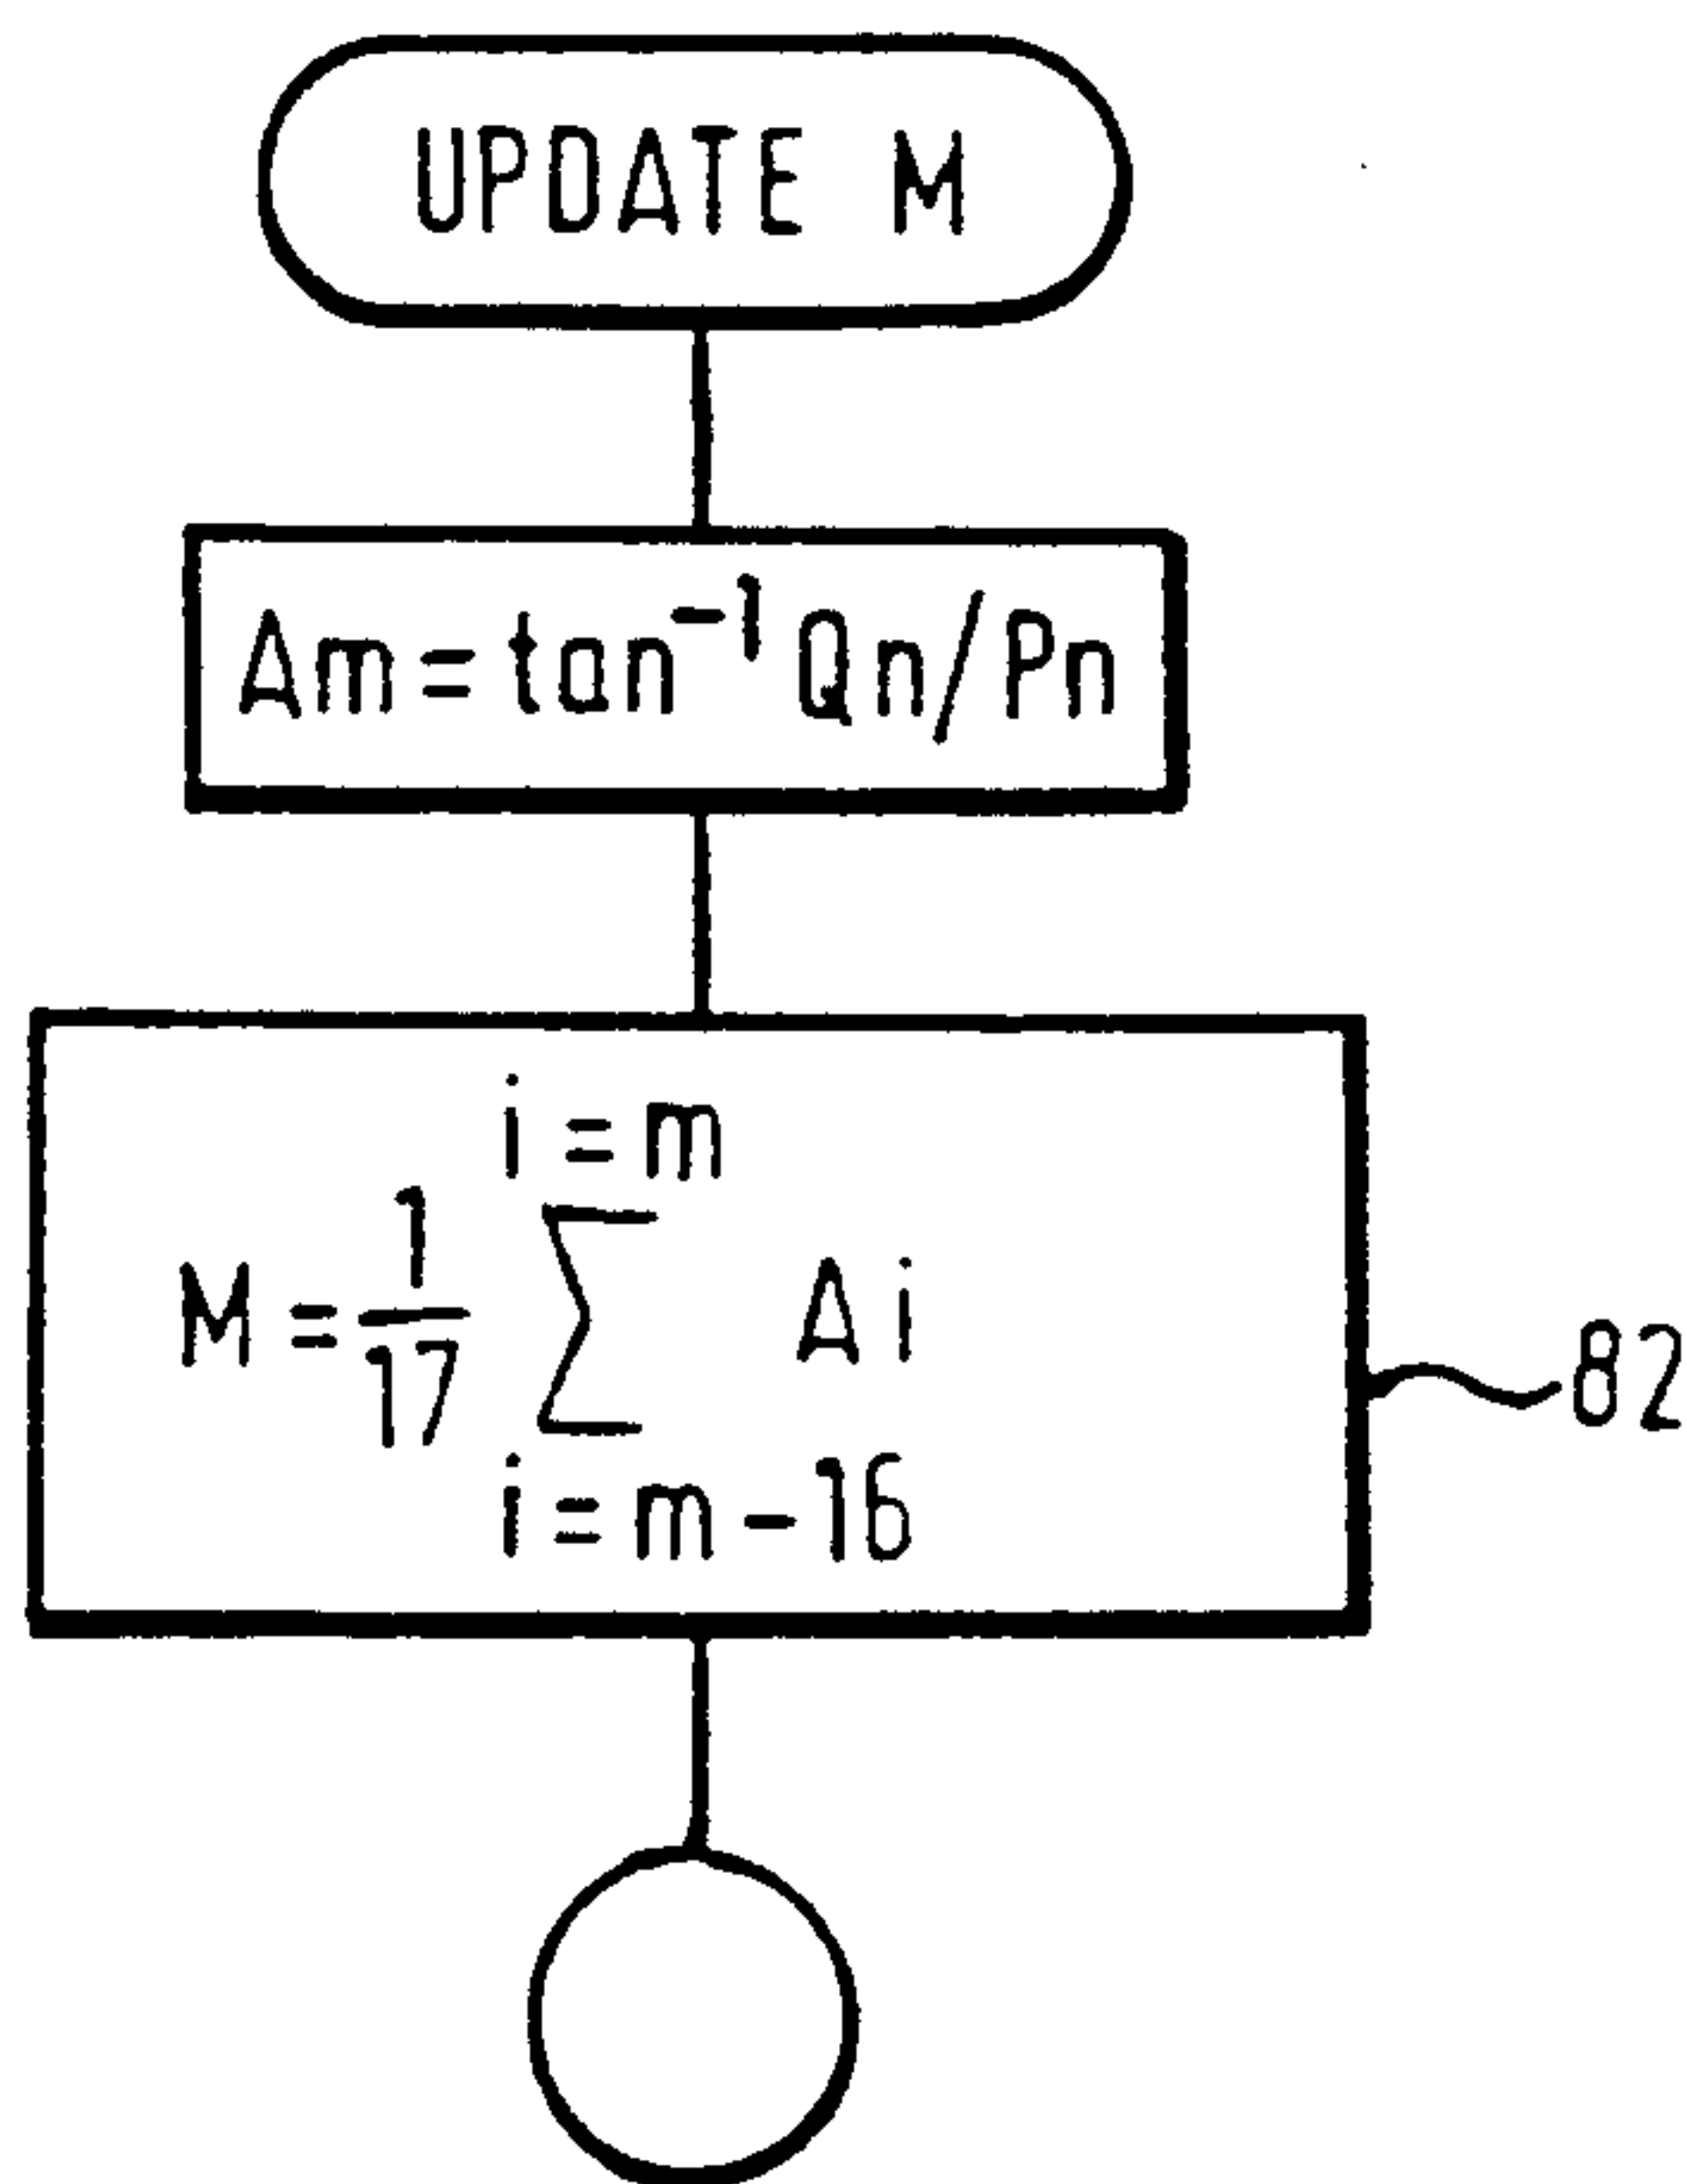 UPDATE M
Am=tan⁻¹Qn/Pn
i=m
M=1/17 ∑ Ai
i=m-16
82